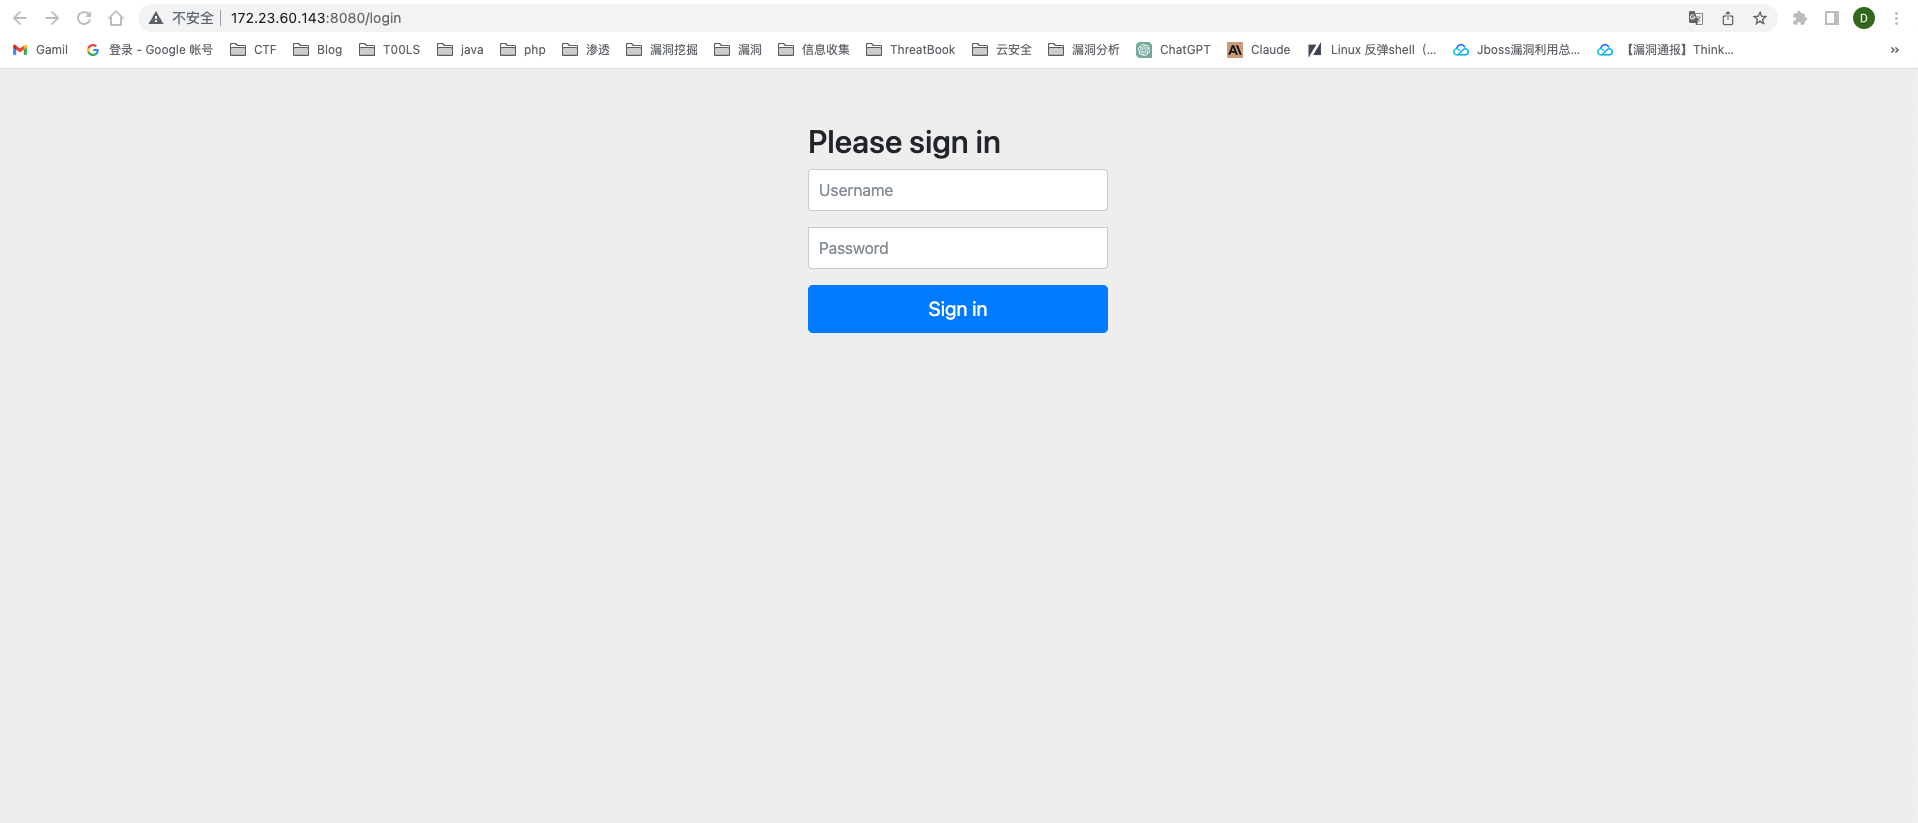 不安全 172.23.60.143:8080/login D
Gamil 登录 - Google 帐号 CTF Blog T00LS java php 渗透 漏洞挖掘 漏洞 信息收集 ThreatBook 云安全 漏洞分析 ChatGPT Claude Linux 反弹shell（... Jboss漏洞利用总... 【漏洞通报】Think... »
Please sign in
Username
Password
Sign in